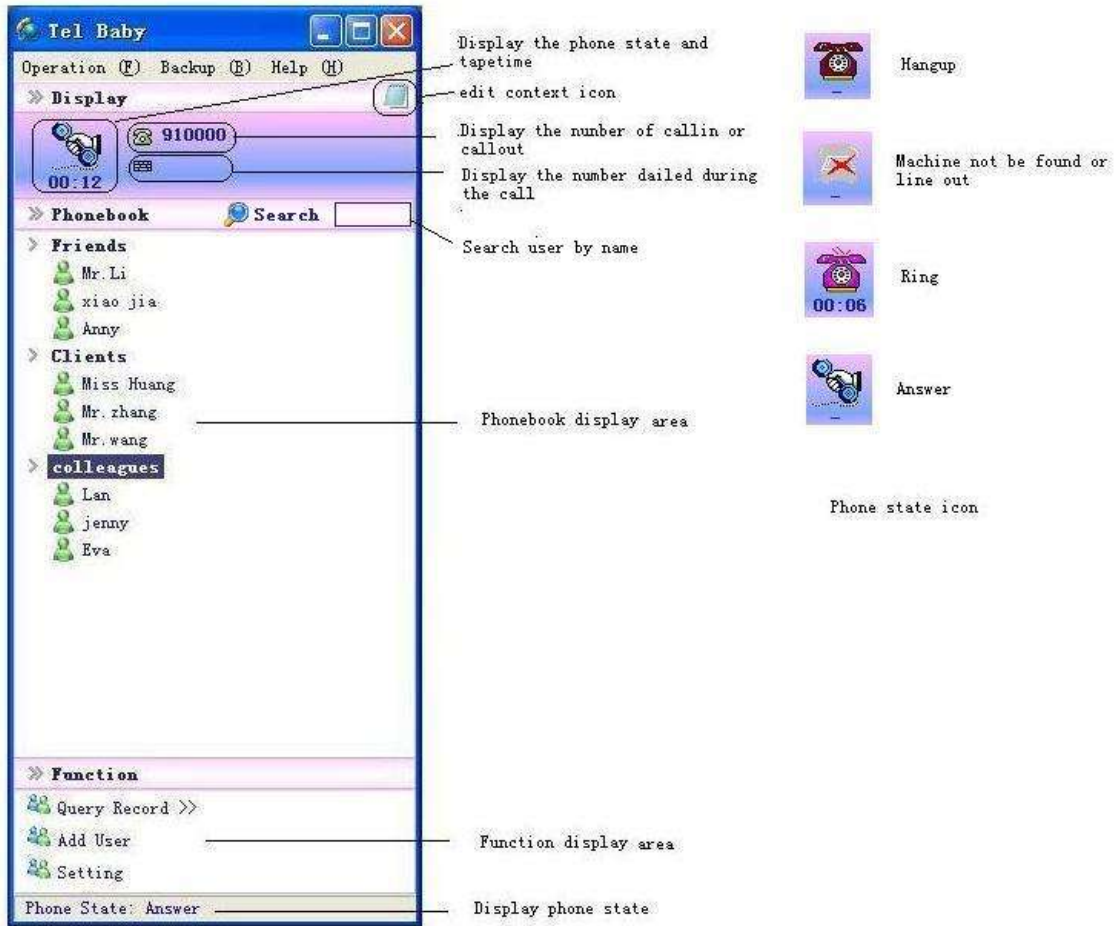 Tel Baby
Operation (F) Backup (B) Help (H)
Display
910000
00:12
Phonebook Search
Friends
Mr.Li
xiao jia
Anny
Clients
Miss Huang
Mr.zhang
Mr.wang
colleagues
Lan
jenny
Eva
Function
Query Record >>
Add User
Setting
Phone State: Answer
Display the phone state and
tapetime
edit context icon
Display the nunber of callin or
callout
Display the number dailed during
the call
.
Search user by name
Phonebook display area
Function display area
Display phone state
Hangup
Machine not be found or
line out
00:06
Ring
Answer
Phone state icon